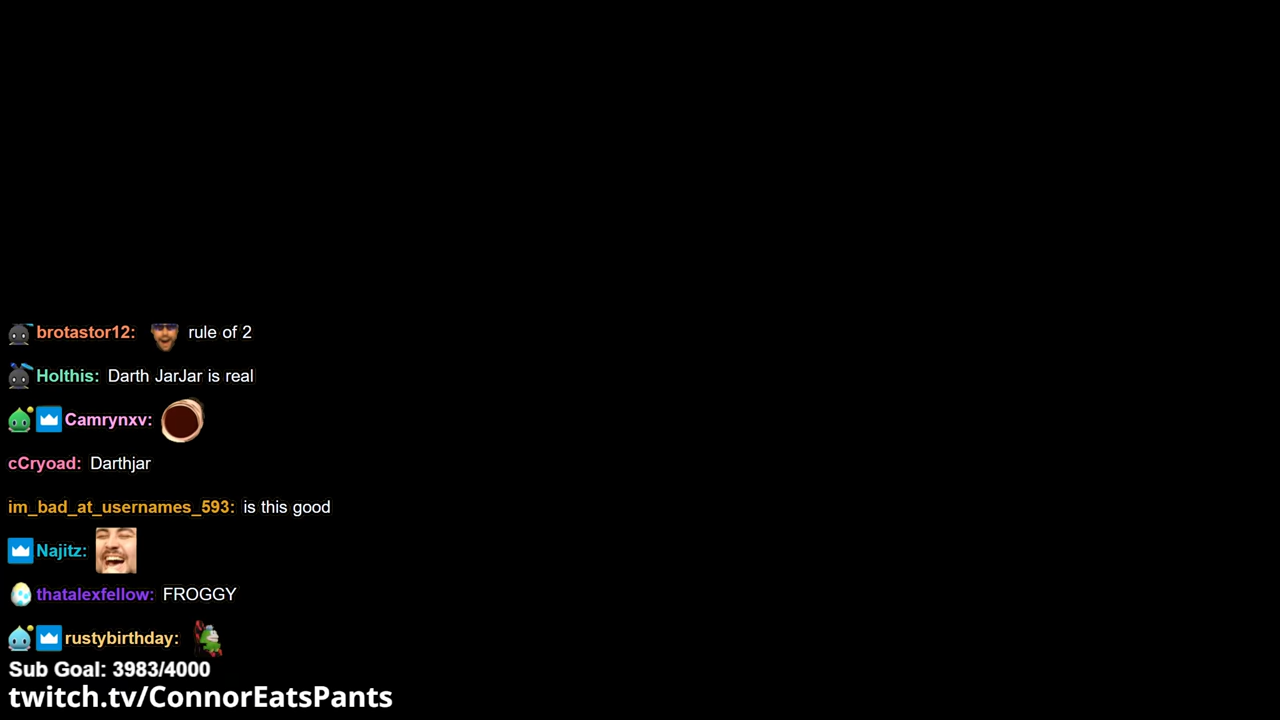 brotastor12: rule of 2
Holthis: Darth JarJar is real
Camrynxv:
cCryoad: Darthjar
im_bad_at_usernames_593: is this good
Najitz:
thatalexfellow: FROGGY
rustybirthday:
Sub Goal: 3983/4000
twitch.tv/ConnorEatsPants